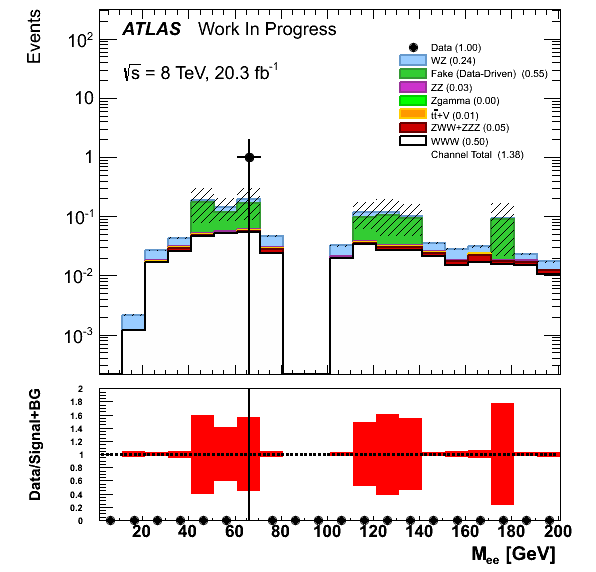 Events
ATLAS Work In Progress
√s = 8 TeV, 20.3 fb⁻¹
Data (1.00)
WZ (0.24)
Fake (Data-Driven) (0.55)
ZZ (0.03)
Zgamma (0.00)
tt̄+V (0.01)
ZWW+ZZZ (0.05)
WWW (0.50)
Channel Total (1.38)
10²
10
1
10⁻¹
10⁻²
10⁻³
Data/Signal+BG
2
1.8
1.6
1.4
1.2
1
0.8
0.6
0.4
0.2
0
20 40 60 80 100 120 140 160 180 200
M_ee [GeV]